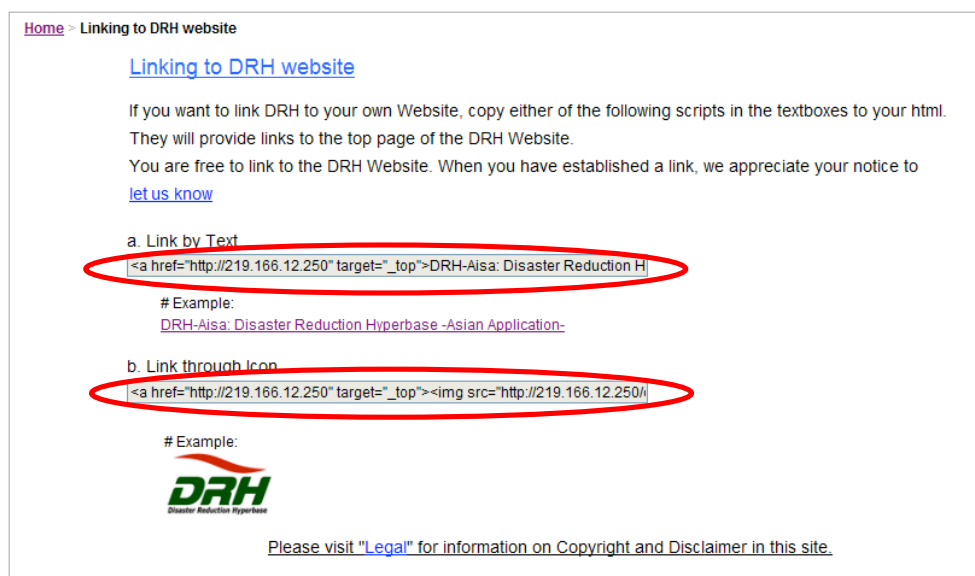 Home > Linking to DRH website
Linking to DRH website
If you want to link DRH to your own Website, copy either of the following scripts in the textboxes to your html.
They will provide links to the top page of the DRH Website.
You are free to link to the DRH Website. When you have established a link, we appreciate your notice to
let us know
a. Link by Text
<a href="http://219.166.12.250" target="_top">DRH-Aisa: Disaster Reduction H
# Example:
DRH-Aisa: Disaster Reduction Hyperbase -Asian Application-
b. Link through Icon
<a href="http://219.166.12.250" target="_top"><img src="http://219.166.12.250/
# Example:
DRH
Disaster Reduction Hyperbase
Please visit "Legal" for information on Copyright and Disclaimer in this site.